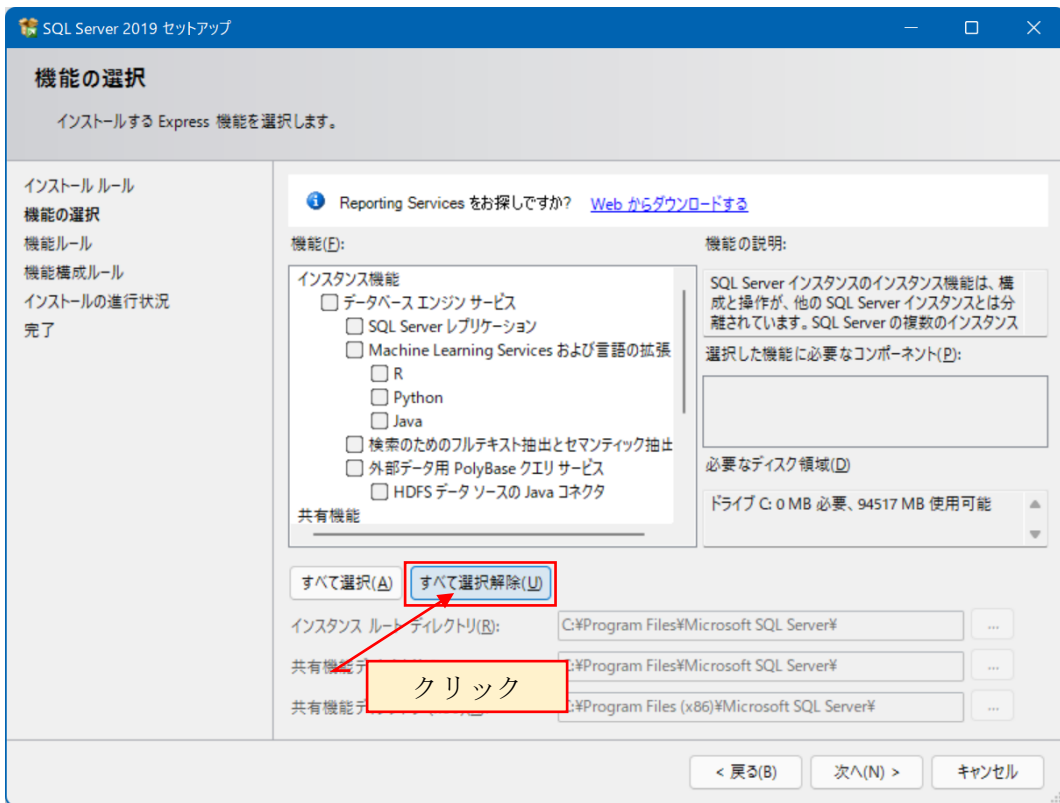 SQL Server 2019 セットアップ
機能の選択
インストールする Express 機能を選択します。
インストール ルール
機能の選択
機能ルール
機能構成ルール
インストールの進行状況
完了
Reporting Services をお探しですか? Web からダウンロードする
機能(F):
インスタンス機能
データベース エンジン サービス
SQL Server レプリケーション
Machine Learning Services および言語の拡張
R
Python
Java
検索のためのフルテキスト抽出とセマンティック抽出
外部データ用 PolyBase クエリ サービス
HDFS データ ソースの Java コネクタ
共有機能
機能の説明:
SQL Server インスタンスのインスタンス機能は、構
成と操作が、他の SQL Server インスタンスとは分
離されています。SQL Server の複数のインスタンス
選択した機能に必要なコンポーネント(P):
必要なディスク領域(D)
ドライブ C: 0 MB 必要、94517 MB 使用可能
すべて選択(A) すべて選択解除(U)
インスタンス ルート ディレクトリ(R): C:¥Program Files¥Microsoft SQL Server¥ ...
共有機能デ :¥Program Files¥Microsoft SQL Server¥ ...
クリック
共有機能デ :¥Program Files (x86)¥Microsoft SQL Server¥ ...
< 戻る(B) 次へ(N) > キャンセル